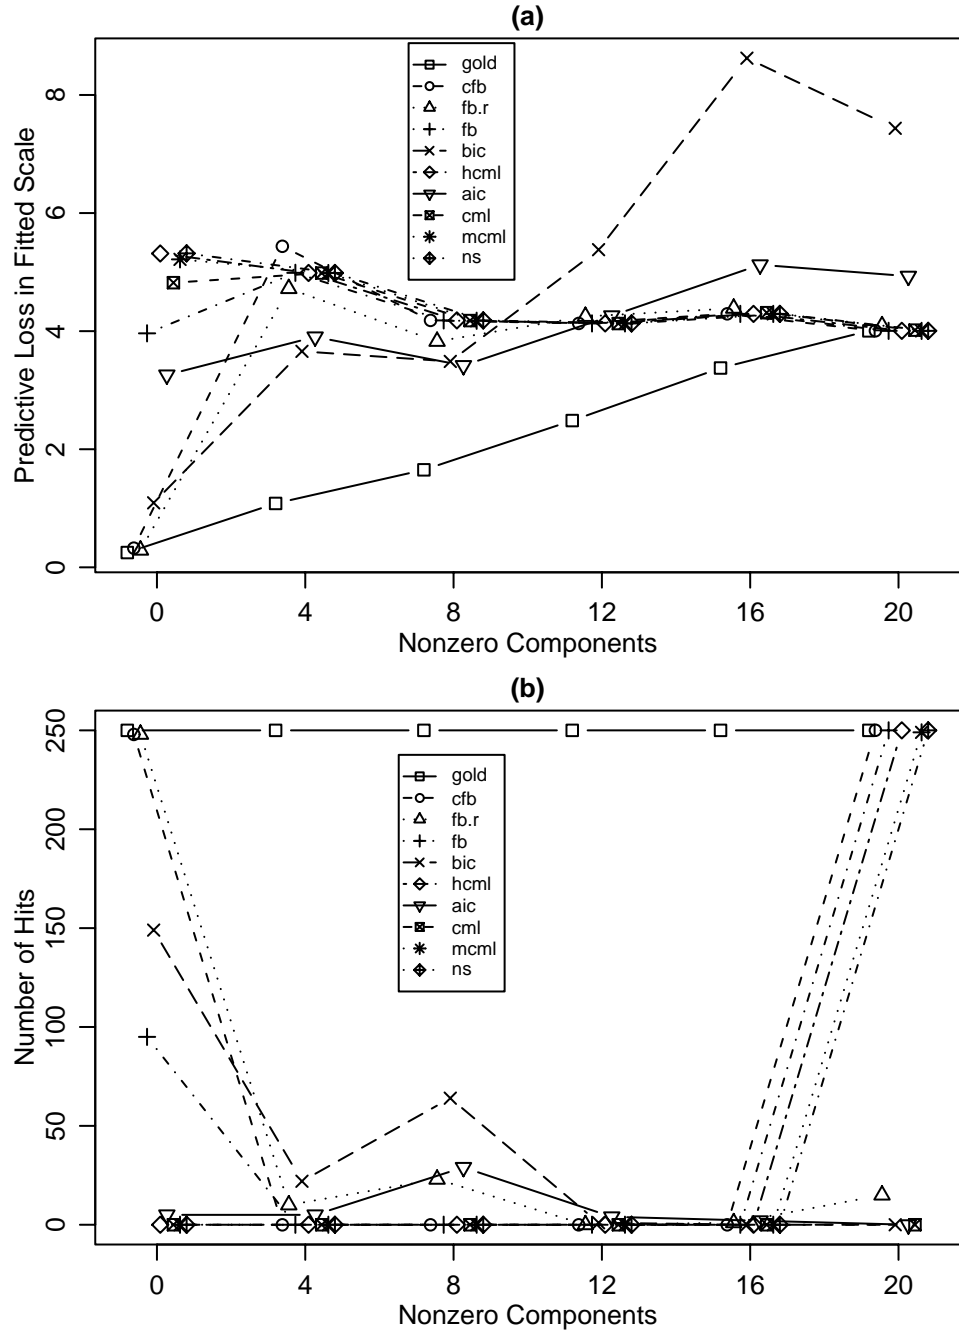 (a)
Predictive Loss in Fitted Scale
8
6
4
2
0
gold
cfb
fb.r
fb
bic
hcml
aic
cml
mcml
ns
0 4 8 12 16 20
Nonzero Components
(b)
Number of Hits
250
200
150
100
50
0
gold
cfb
fb.r
fb
bic
hcml
aic
cml
mcml
ns
0 4 8 12 16 20
Nonzero Components